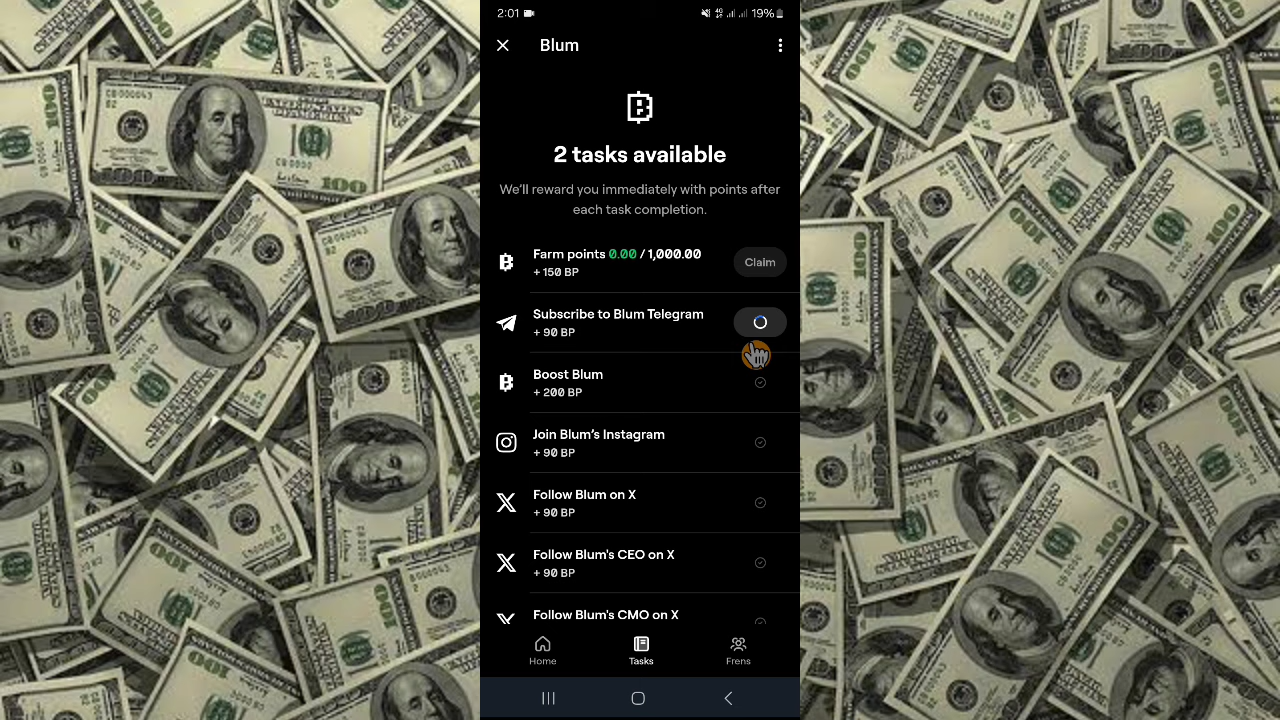 2:01
4G
19%
Blum
2 tasks available
We'll reward you immediately with points after
each task completion.
Farm points 0.00 / 1,000.00
+ 150 BP
Claim
Subscribe to Blum Telegram
+ 90 BP
Boost Blum
+ 200 BP
Join Blum's Instagram
+ 90 BP
Follow Blum on X
+ 90 BP
Follow Blum's CEO on X
+ 90 BP
Follow Blum's CMO on X
Home
Tasks
Frens